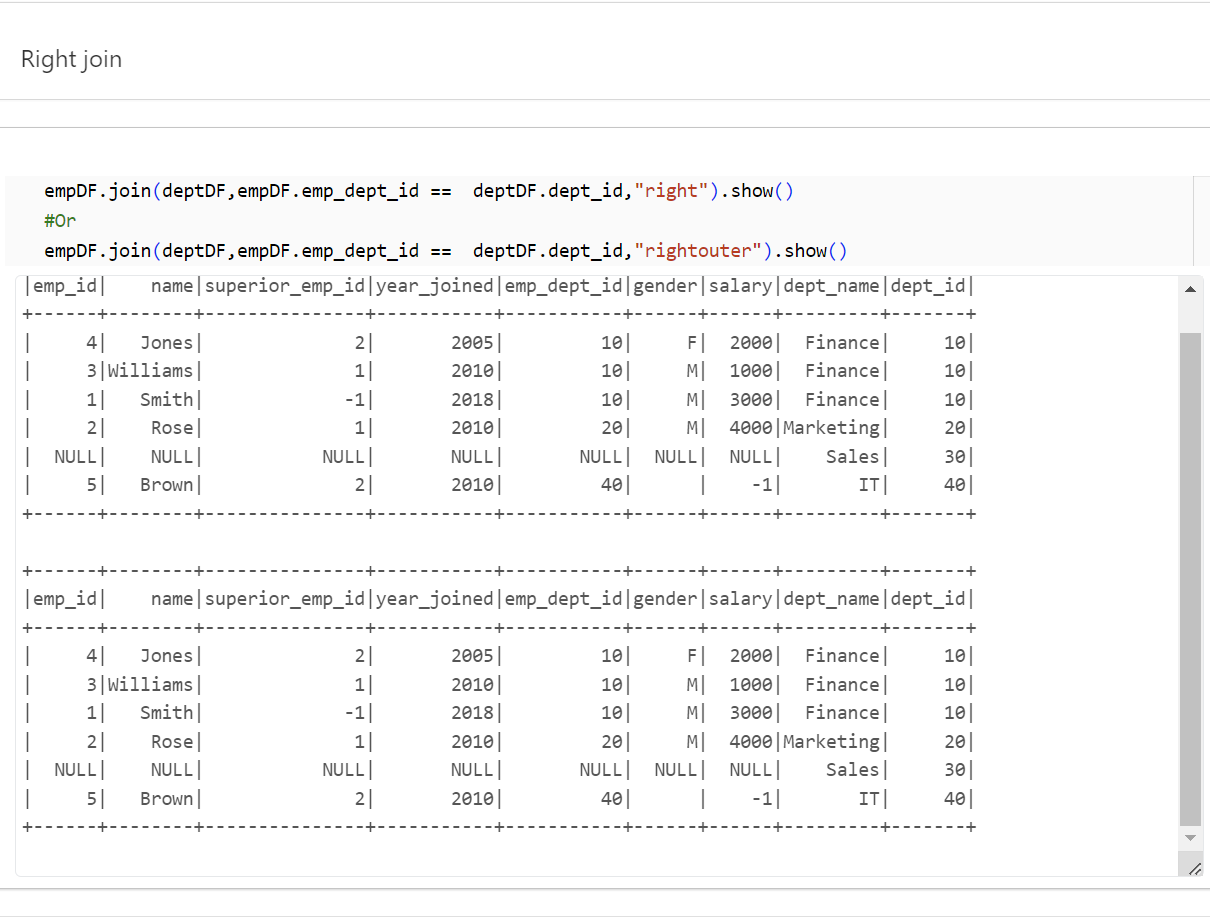 Right join
empDF.join(deptDF,empDF.emp_dept_id ==  deptDF.dept_id,"right").show()
#Or
empDF.join(deptDF,empDF.emp_dept_id ==  deptDF.dept_id,"rightouter").show()
|emp_id|    name|superior_emp_id|year_joined|emp_dept_id|gender|salary|dept_name|dept_id|
+------+--------+---------------+-----------+-----------+------+------+---------+-------+
|     4|   Jones|              2|       2005|         10|     F|  2000|  Finance|     10|
|     3|Williams|              1|       2010|         10|     M|  1000|  Finance|     10|
|     1|   Smith|             -1|       2018|         10|     M|  3000|  Finance|     10|
|     2|    Rose|              1|       2010|         20|     M|  4000|Marketing|     20|
|  NULL|    NULL|           NULL|       NULL|       NULL|  NULL|  NULL|    Sales|     30|
|     5|   Brown|              2|       2010|         40|      |    -1|       IT|     40|
+------+--------+---------------+-----------+-----------+------+------+---------+-------+
+------+--------+---------------+-----------+-----------+------+------+---------+-------+
|emp_id|    name|superior_emp_id|year_joined|emp_dept_id|gender|salary|dept_name|dept_id|
+------+--------+---------------+-----------+-----------+------+------+---------+-------+
|     4|   Jones|              2|       2005|         10|     F|  2000|  Finance|     10|
|     3|Williams|              1|       2010|         10|     M|  1000|  Finance|     10|
|     1|   Smith|             -1|       2018|         10|     M|  3000|  Finance|     10|
|     2|    Rose|              1|       2010|         20|     M|  4000|Marketing|     20|
|  NULL|    NULL|           NULL|       NULL|       NULL|  NULL|  NULL|    Sales|     30|
|     5|   Brown|              2|       2010|         40|      |    -1|       IT|     40|
+------+--------+---------------+-----------+-----------+------+------+---------+-------+